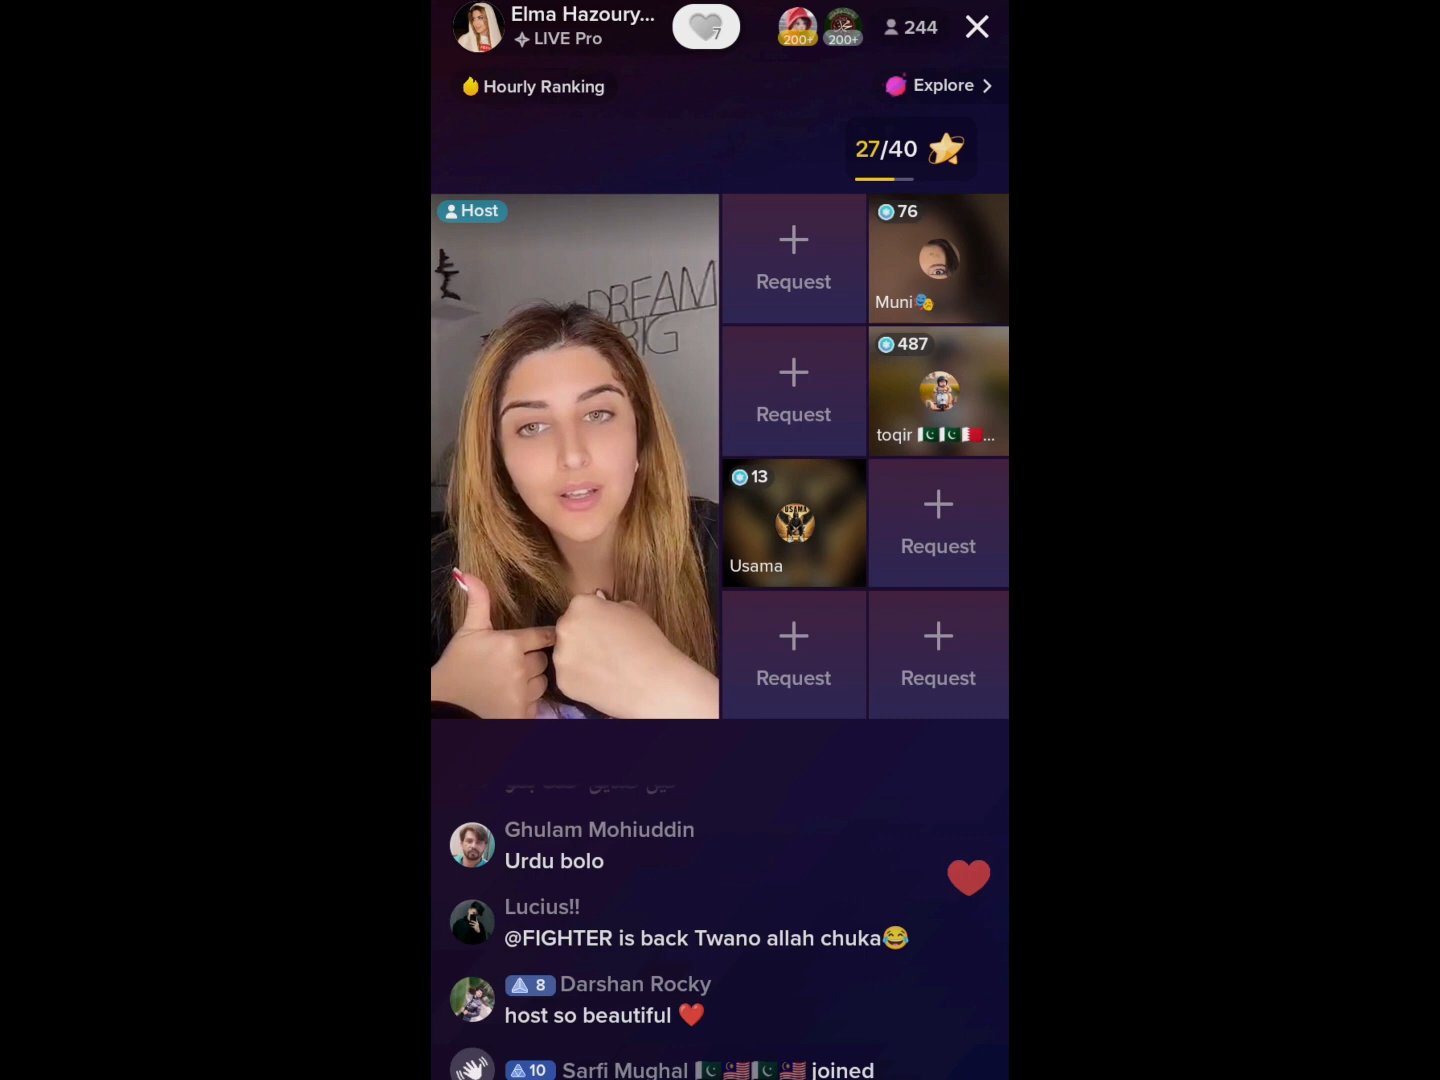 Elma Hazoury...
LIVE Pro
7
200+
200+
244
Hourly Ranking
Explore
27/40
Host
DREAM
BIG
Request
76
Muni🎭
Request
487
toqir 🇵🇰🇵🇰🇧🇭...
13
USAMA
Usama
Request
Request
Request
Ghulam Mohiuddin
Urdu bolo
Lucius!!
@FIGHTER is back Twano allah chuka😂
8 Darshan Rocky
host so beautiful ❤️
10 Sarfi Mughal 🇵🇰🇲🇾🇵🇰🇲🇾 joined